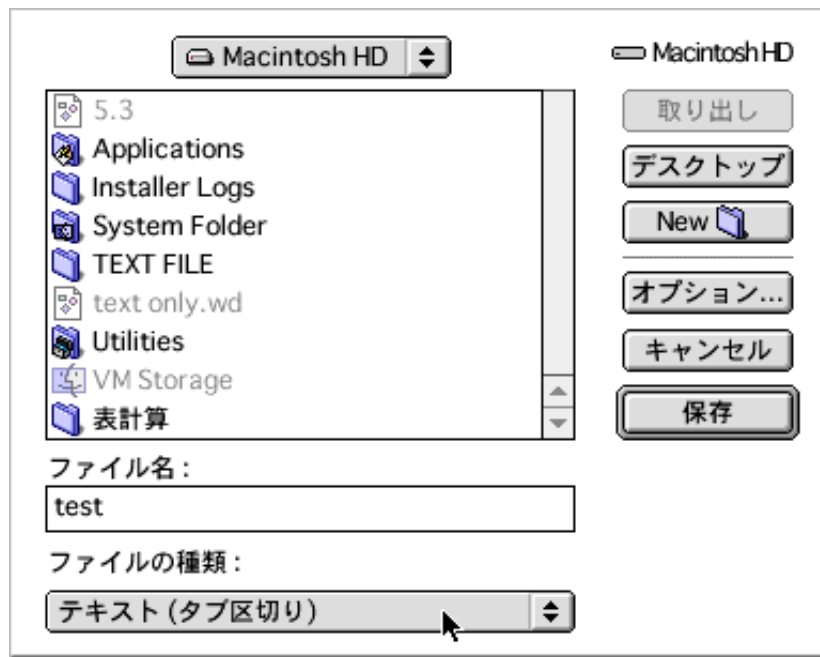 Macintosh HD
5.3
Applications
Installer Logs
System Folder
TEXT FILE
text only.wd
Utilities
VM Storage
表計算
ファイル名 :
test
ファイルの種類 :
テキスト (タブ区切り)
Macintosh HD
取り出し
デスクトップ
New
オプション...
キャンセル
保存